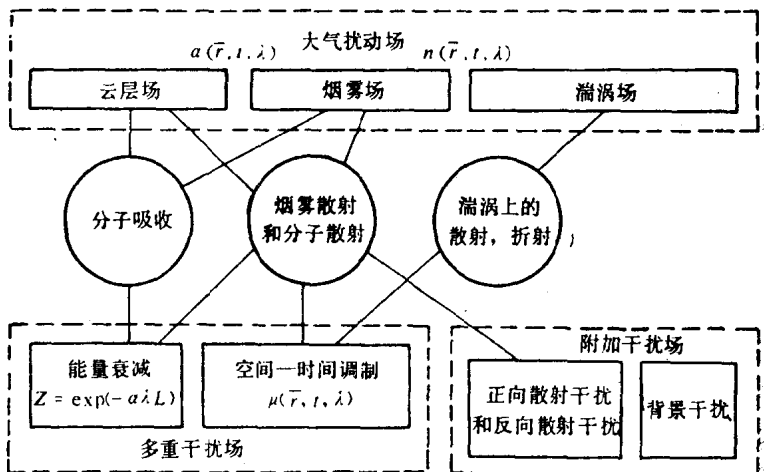 大气扰动场
a(r̄,t,λ) n(r̄,t,λ)
云层场
烟雾场
湍涡场
分子吸收
烟雾散射
和分子散射
湍涡上的
散射，折射
能量衰减
Z=exp(-aλL)
空间一时间调制
μ(r̄,t,λ)
多重干扰场
附加干扰场
正向散射干扰
和反向散射干扰
背景干扰